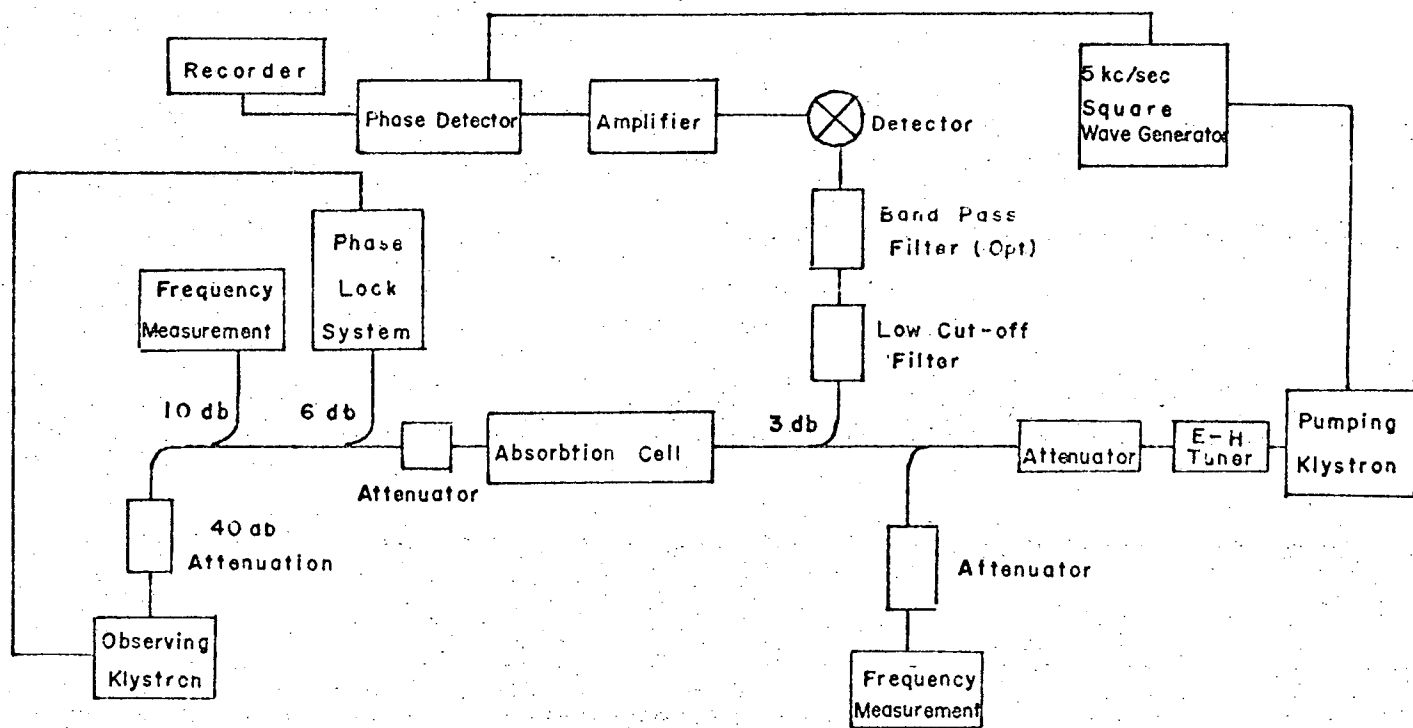 Recorder
Phase Detector
Amplifier
Detector
5 kc/sec
Square
Wave Generator
Band Pass
Filter (Opt)
Low Cut-off
Filter
Phase
Lock
System
Frequency
Measurement
10 db
6 db
3 db
Attenuator
Absorbtion Cell
Attenuator
E-H
Tuner
Pumping
Klystron
40 db
Attenuation
Attenuator
Observing
Klystron
Frequency
Measurement